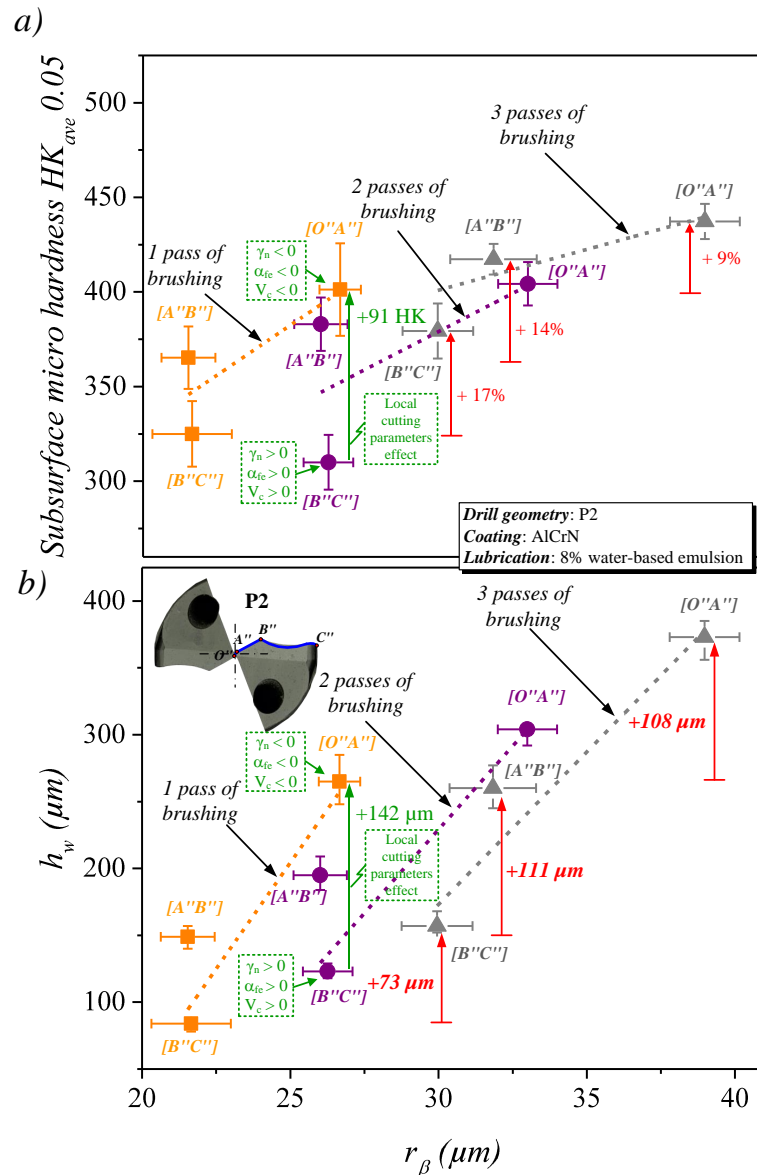 a)
Subsurface micro hardness HK_ave 0.05
500
450
400
350
300
3 passes of
brushing
2 passes of
brushing
1 pass of
brushing
[O"A"]
[A"B"]
[O"A"]
[O"A"]
γn < 0
αfe < 0
Vc < 0
+ 9%
+91 HK
[A"B"]
[A"B"]
+ 14%
[B"C"]
+ 17%
Local
cutting
parameters
effect
γn > 0
αfe > 0
Vc > 0
[B"C"]
[B"C"]
Drill geometry: P2
Coating: AlCrN
Lubrication: 8% water-based emulsion
b)
h_w (μm)
400
300
200
100
P2
A"
B"
C"
O"
3 passes of
brushing
[O"A"]
2 passes of
brushing
[O"A"]
+108 μm
γn < 0
αfe < 0
Vc < 0
[O"A"]
1 pass of
brushing
[A"B"]
+142 μm
Local
cutting
parameters
effect
[A"B"]
+111 μm
[A"B"]
γn > 0
αfe > 0
Vc > 0
[B"C"]
[B"C"]
+73 μm
[B"C"]
20
25
30
35
40
r_β (μm)